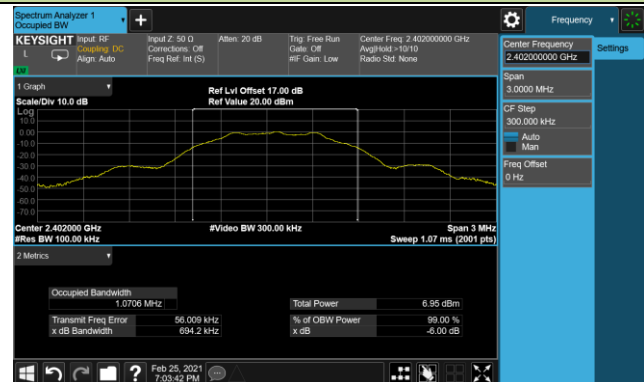 Spectrum Analyzer 1
Occupied BW
Frequency
KEYSIGHT
L
Input: RF
Coupling: DC
Align: Auto
Input Z: 50 Ω
Corrections: Off
Freq Ref: Int (S)
Atten: 20 dB
Trig: Free Run
Gate: Off
#IF Gain: Low
Center Freq: 2.402000000 GHz
Avg|Hold:>10/10
Radio Std: None
Center Frequency
2.402000000 GHz
Settings
Span
3.0000 MHz
CF Step
300.000 kHz
Auto
Man
Freq Offset
0 Hz
1 Graph
Scale/Div 10.0 dB
Ref Lvl Offset 17.00 dB
Ref Value 20.00 dBm
Log
10.0
0.00
-10.0
-20.0
-30.0
-40.0
-50.0
-60.0
-70.0
Center 2.402000 GHz
#Res BW 100.00 kHz
#Video BW 300.00 kHz
Span 3 MHz
Sweep 1.07 ms (2001 pts)
2 Metrics
Occupied Bandwidth
1.0706 MHz
Total Power 6.95 dBm
Transmit Freq Error 56.009 kHz
% of OBW Power 99.00 %
x dB Bandwidth 694.2 kHz
x dB -6.00 dB
?
Feb 25, 2021
7:03:42 PM